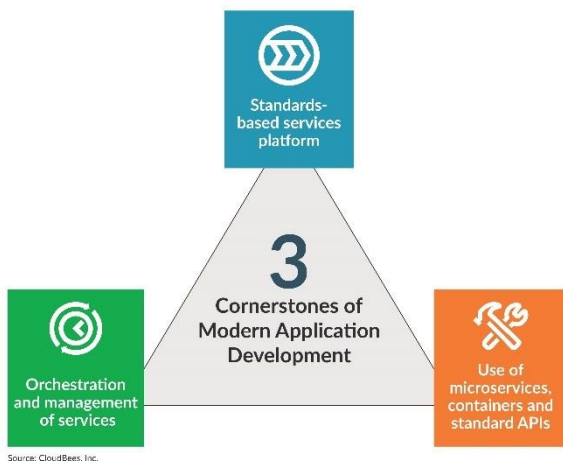 Standards-
based services
platform
3
Cornerstones of
Modern Application
Development
Orchestration
and management
of services
Use of
microservices,
containers and
standard APIs
Source: CloudBees, Inc.